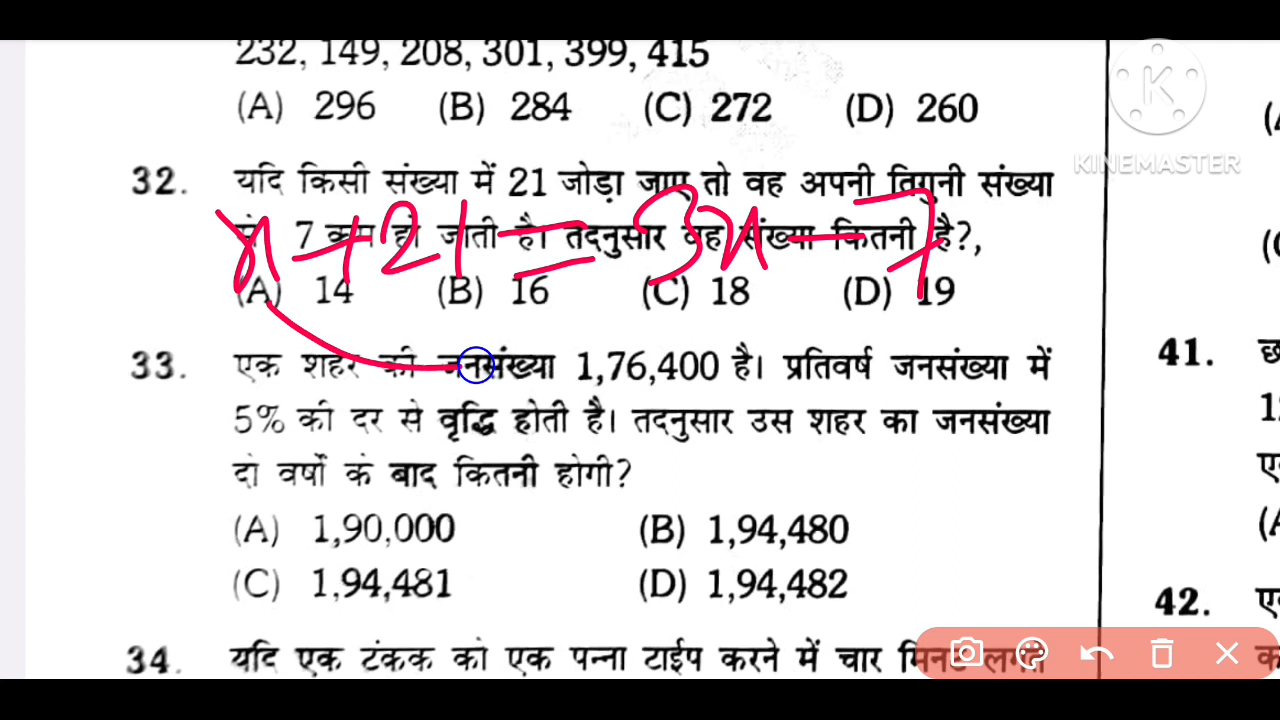 232, 149, 208, 301, 399, 415
(A) 296 (B) 284 (C) 272 (D) 260
KINEMASTER
32. यदि किसी संख्या में 21 जोड़ा जाए तो वह अपनी तिगुनी संख्या
से 7 कम हो जाती है। तदनुसार वह संख्या कितनी है?,
x + 21 = 3x - 7
(A) 14 (B) 16 (C) 18 (D) 19
33. एक शहर की जनसंख्या 1,76,400 है। प्रतिवर्ष जनसंख्या में
5% की दर से वृद्धि होती है। तदनुसार उस शहर का जनसंख्या
दो वर्षों के बाद कितनी होगी?
(A) 1,90,000 (B) 1,94,480
(C) 1,94,481 (D) 1,94,482
34. यदि एक टंकक को एक पन्ना टाईप करने में चार मिनट लगते
41.
42.